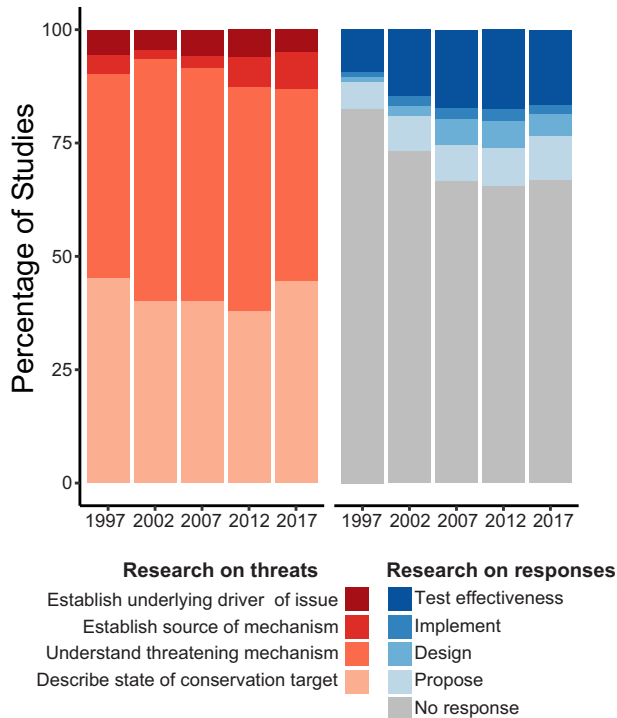 Percentage of Studies
100
75
50
25
0
1997 2002 2007 2012 2017
1997 2002 2007 2012 2017
Research on threats
Establish underlying driver of issue
Establish source of mechanism
Understand threatening mechanism
Describe state of conservation target
Research on responses
Test effectiveness
Implement
Design
Propose
No response